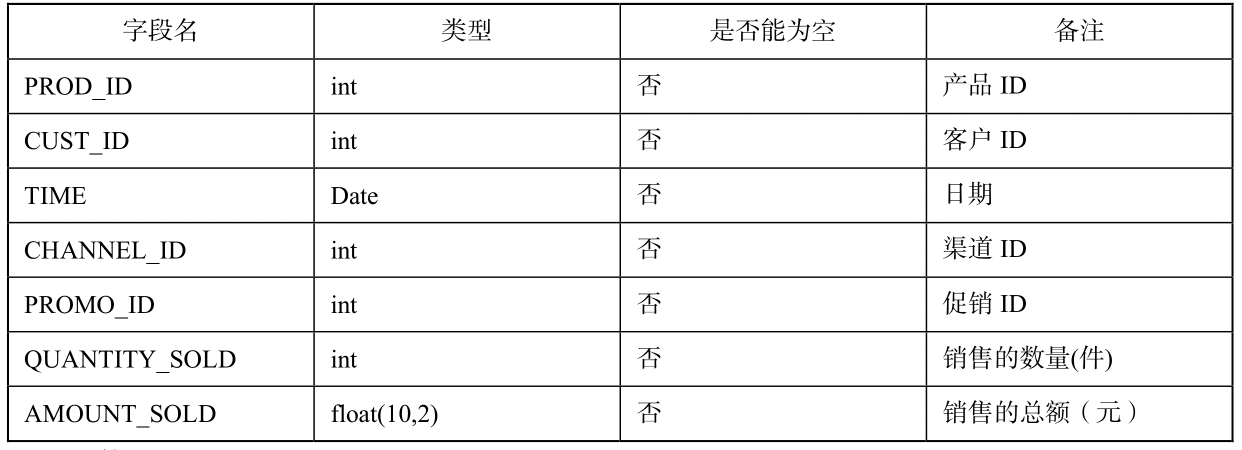 字段名 类型 是否能为空 备注
PROD_ID int 否 产品 ID
CUST_ID int 否 客户 ID
TIME Date 否 日期
CHANNEL_ID int 否 渠道 ID
PROMO_ID int 否 促销 ID
QUANTITY_SOLD int 否 销售的数量(件)
AMOUNT_SOLD float(10,2) 否 销售的总额（元）